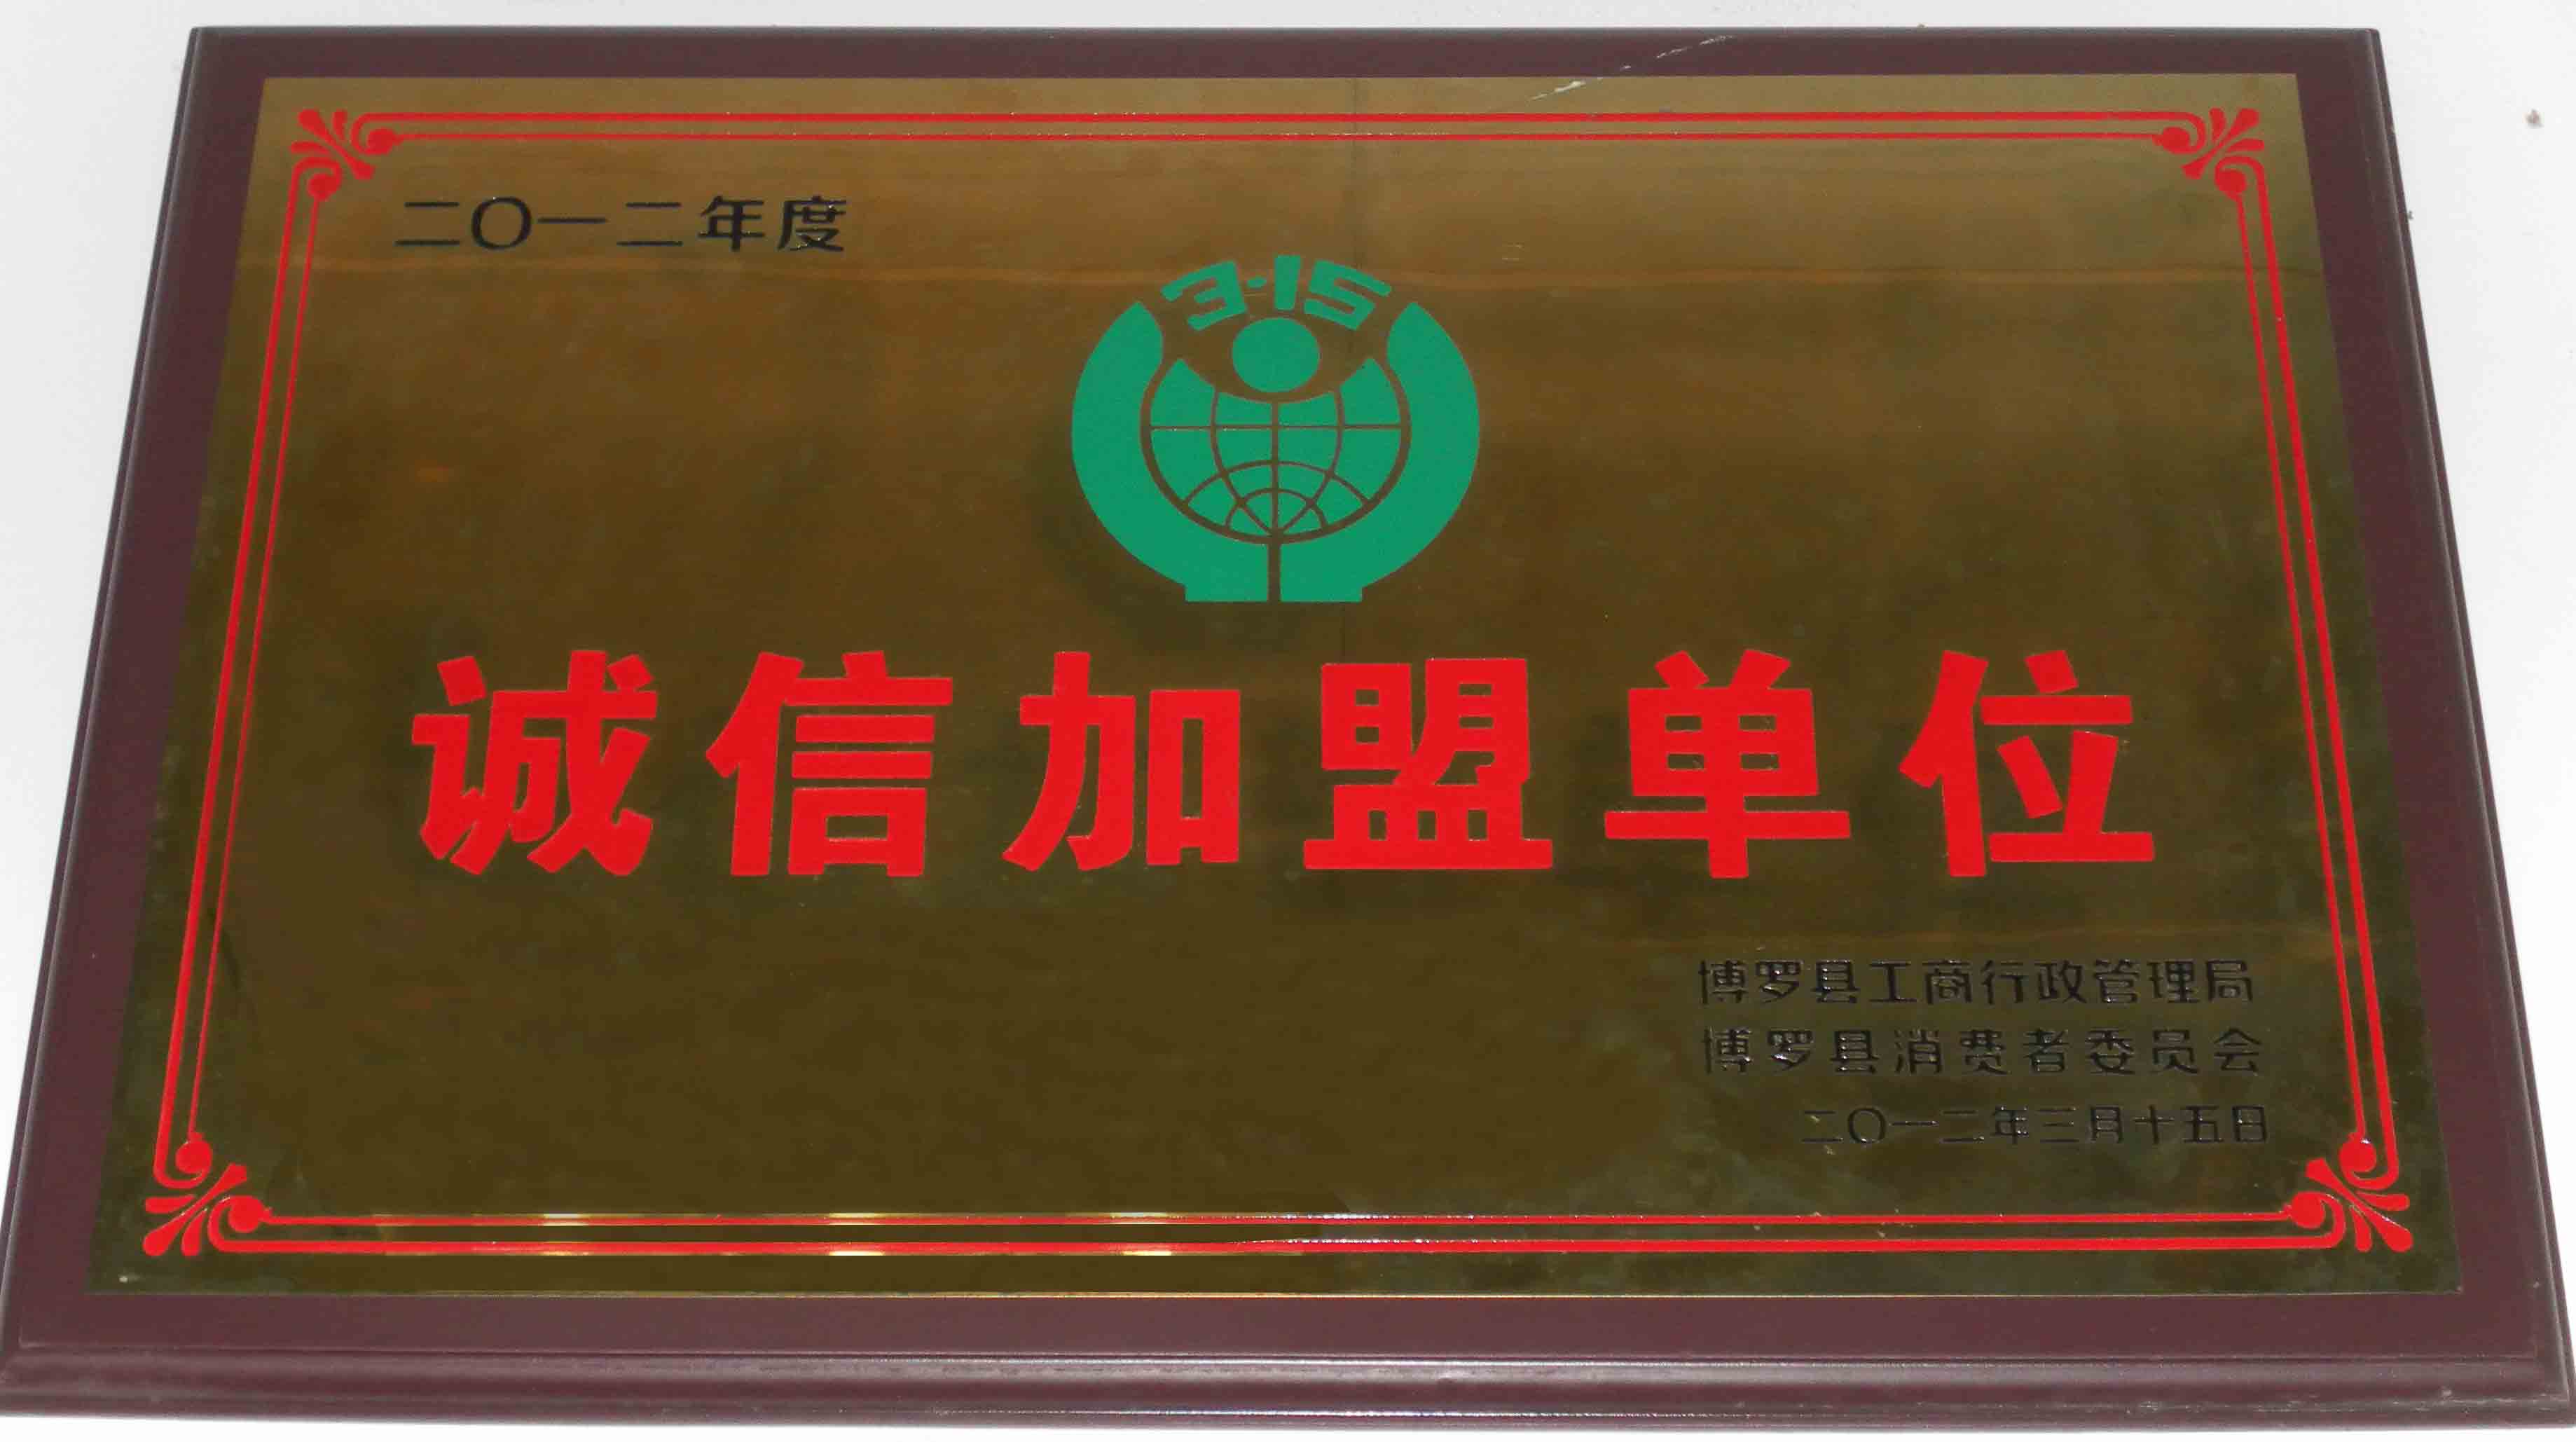 二〇一二年度
3·15
诚信加盟单位
博罗县工商行政管理局
博罗县消费者委员会
二〇一二年三月十五日